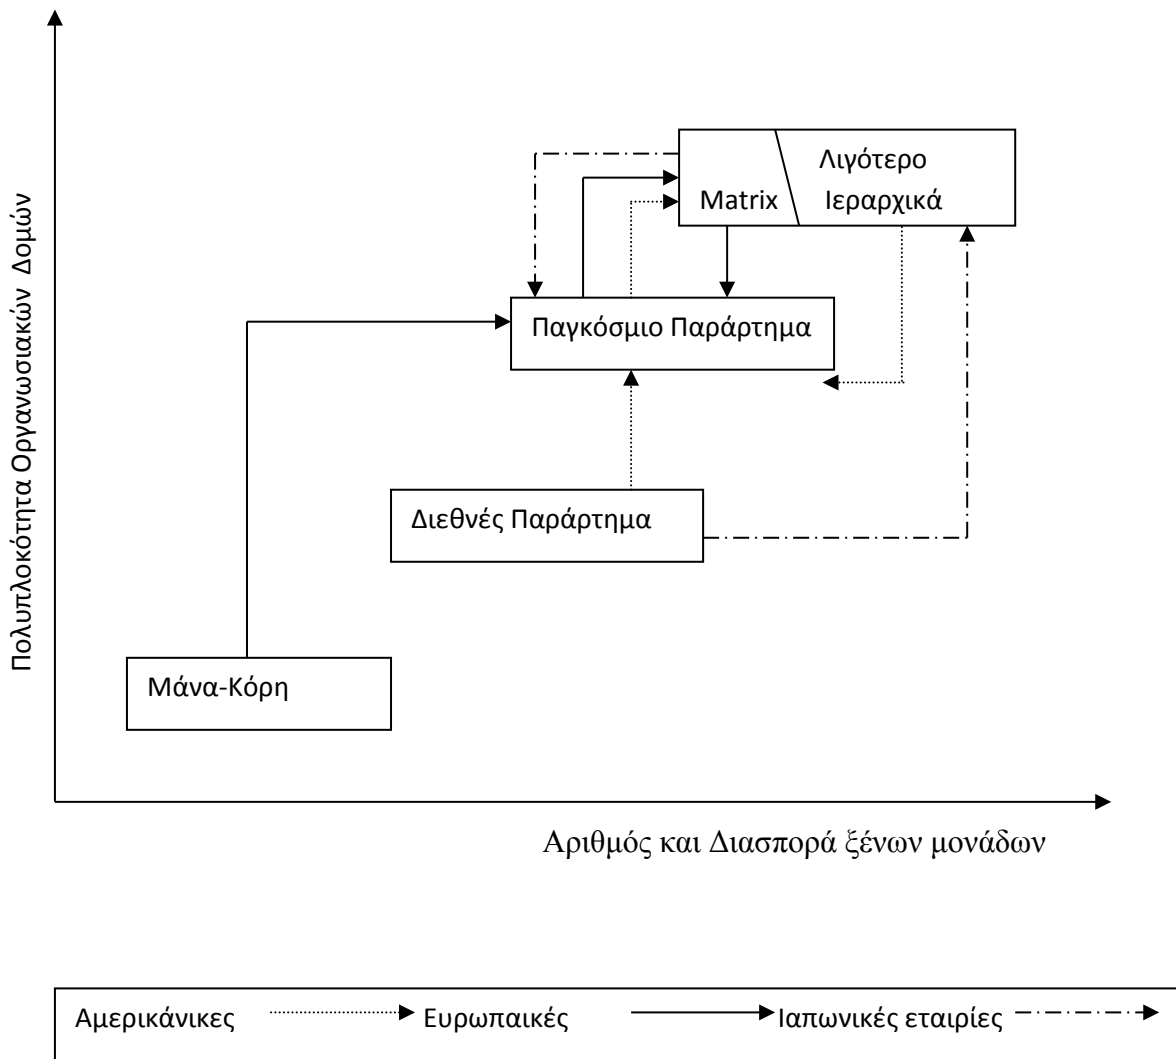 Πολυπλοκότητα Οργανωσιακών Δομών
Λιγότερο
Matrix
Ιεραρχικά
Παγκόσμιο Παράρτημα
Διεθνές Παράρτημα
Μάνα-Κόρη
Αριθμός και Διασπορά ξένων μονάδων
Αμερικάνικες Ευρωπαικές Ιαπωνικές εταιρίες